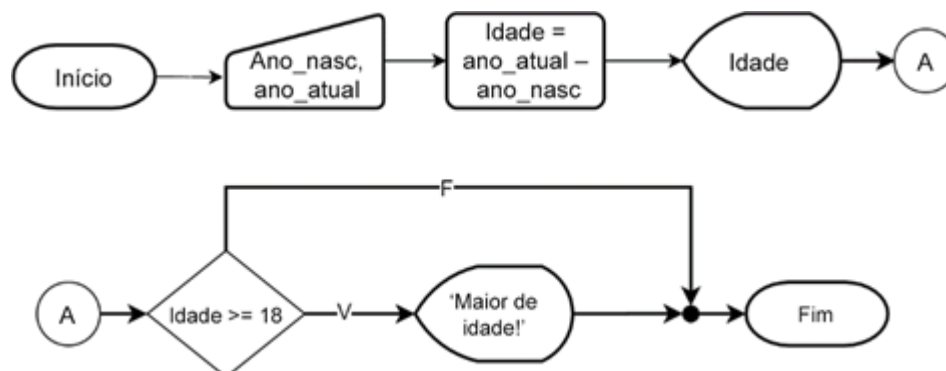 Início
Ano_nasc,
ano_atual
Idade =
ano_atual –
ano_nasc
Idade
A
F
A
Idade >= 18
V
‘Maior de
idade!’
Fim